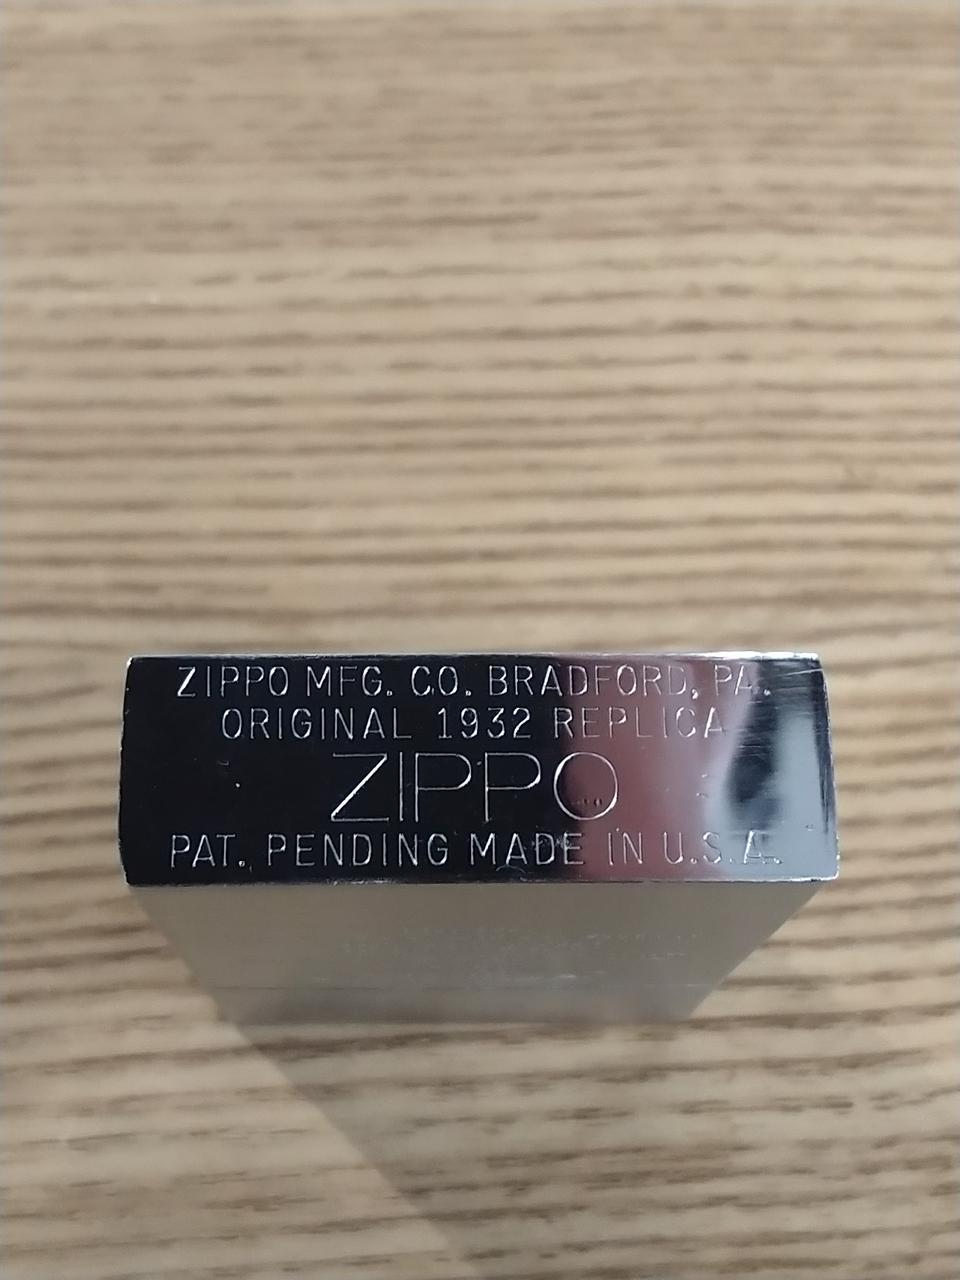 ZIPPO MFG. CO. BRADFORD, PA.
ORIGINAL 1932 REPLICA
ZIPPO
PAT. PENDING MADE IN U.S.A.